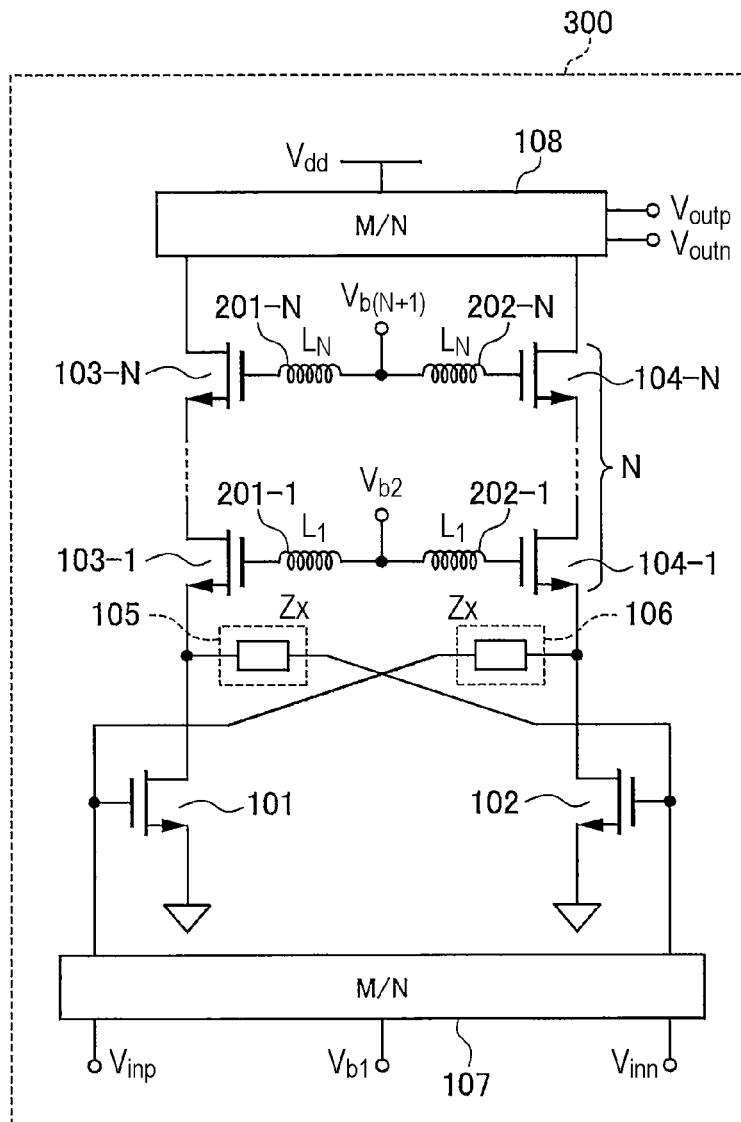 300
108
Vdd
M/N
Voutp
Voutn
Vb(N+1)
201-N
202-N
LN
LN
103-N
104-N
N
Vb2
201-1
202-1
L1
L1
103-1
104-1
105
Zx
Zx
106
101
102
M/N
Vinp
Vb1
107
Vinn